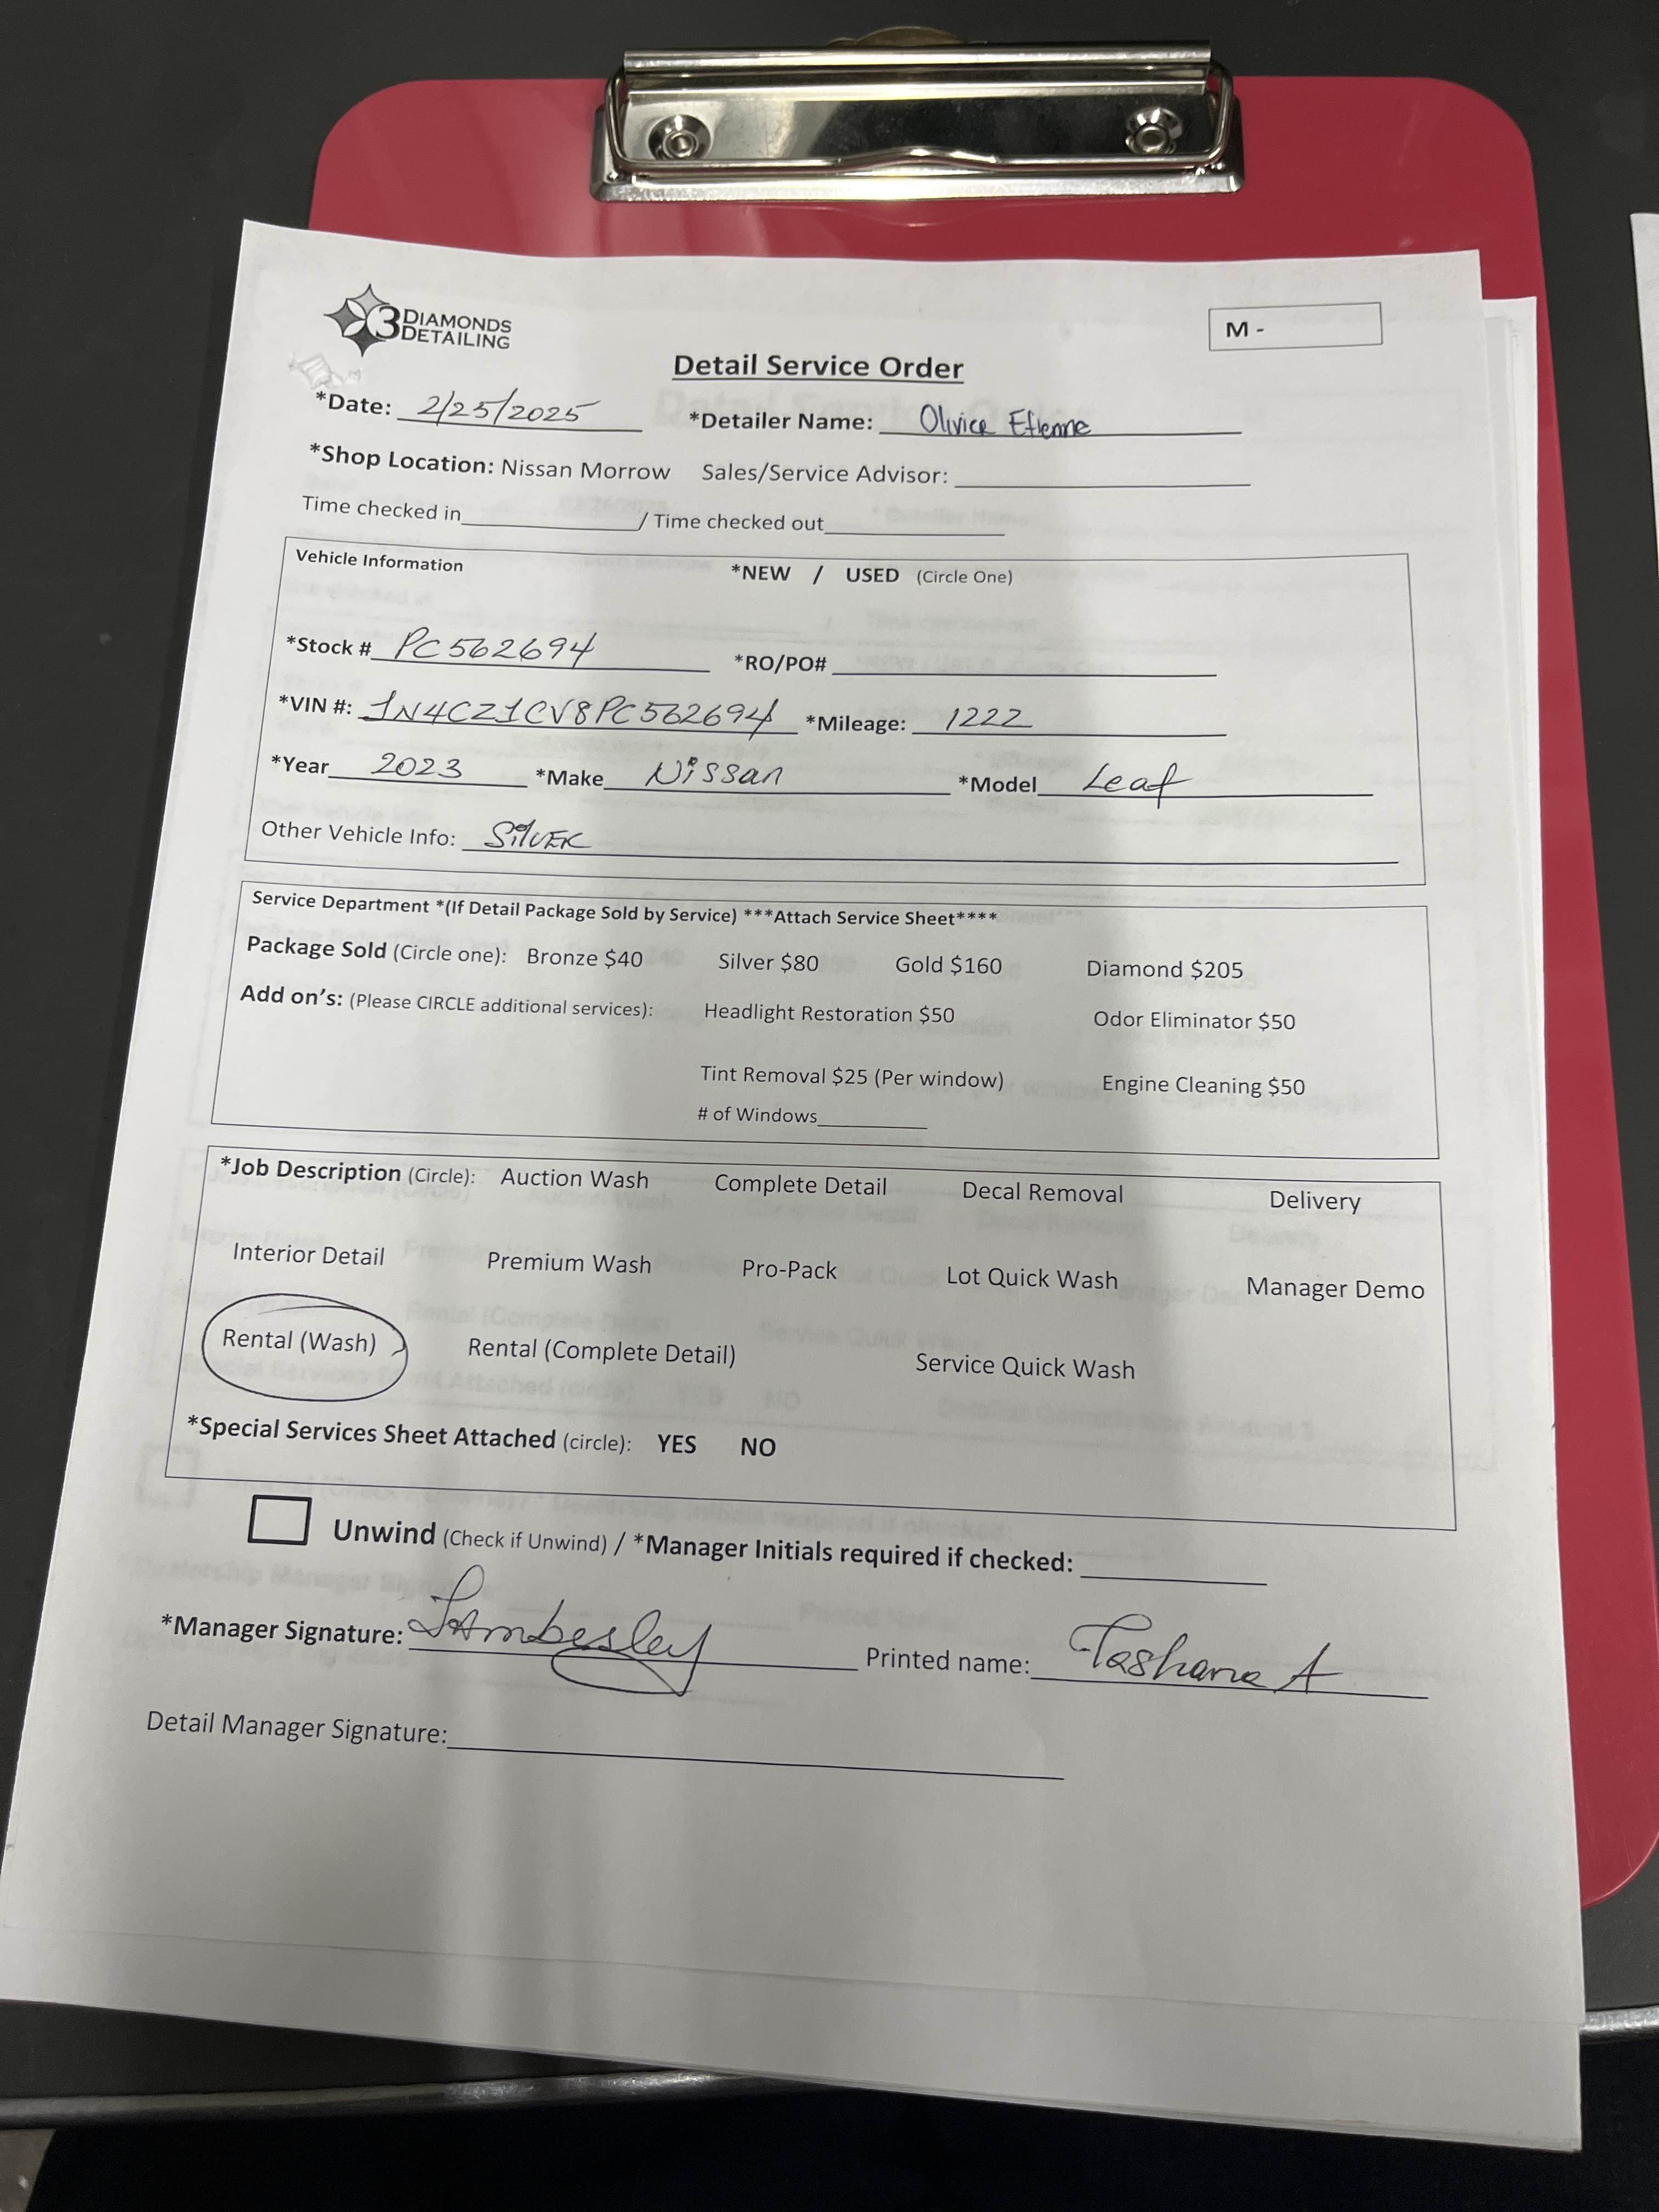 3 DIAMONDS
DETAILING
M -
Detail Service Order
*Date: 2/25/2025 *Detailer Name: Olivice Etienne
*Shop Location: Nissan Morrow Sales/Service Advisor:
Time checked in / Time checked out
Vehicle Information *NEW / USED (Circle One)
*Stock # PC562694 *RO/PO#
*VIN #: 1N4CZ1CV8PC562694 *Mileage: 1222
*Year 2023 *Make Nissan *Model Leaf
Other Vehicle Info: SilVER
Service Department *(If Detail Package Sold by Service) ***Attach Service Sheet****
Package Sold (Circle one): Bronze $40 Silver $80 Gold $160 Diamond $205
Add on's: (Please CIRCLE additional services): Headlight Restoration $50 Odor Eliminator $50
Tint Removal $25 (Per window) Engine Cleaning $50
# of Windows
*Job Description (Circle): Auction Wash Complete Detail Decal Removal Delivery
Interior Detail Premium Wash Pro-Pack Lot Quick Wash Manager Demo
Rental (Wash) Rental (Complete Detail) Service Quick Wash
*Special Services Sheet Attached (circle): YES NO
Unwind (Check if Unwind) / *Manager Initials required if checked:
*Manager Signature: Printed name: Tashana A
Detail Manager Signature: